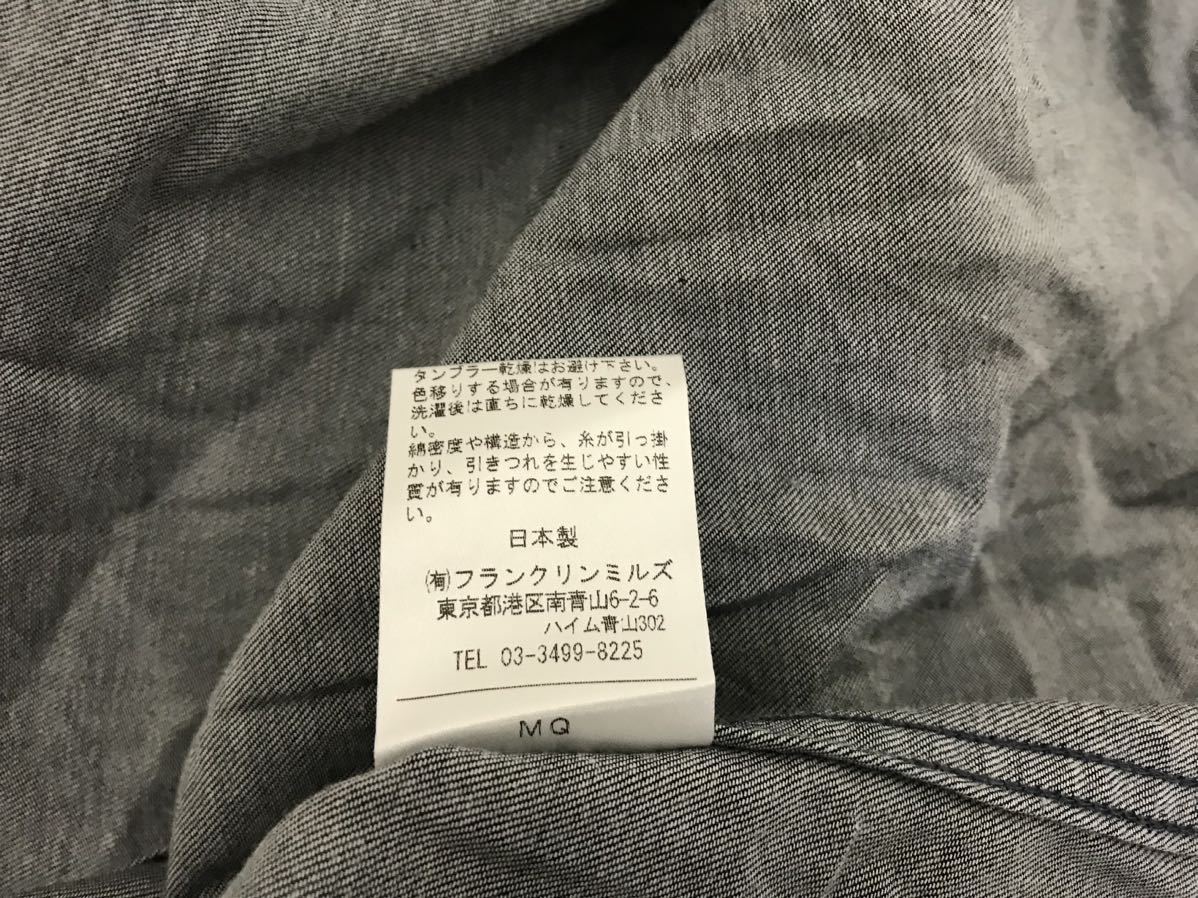 タンブラー乾燥はお避け下さい。
色移りする場合が有りますので、
洗濯後は直ちに乾燥してくださ
い。
綿密度や構造から、糸が引っ掛
かり、引きつれを生じやすい性
質が有りますのでご注意くださ
い。
日本製
㈲フランクリンミルズ
東京都港区南青山6-2-6
ハイム青山302
TEL 03-3499-8225
MQ